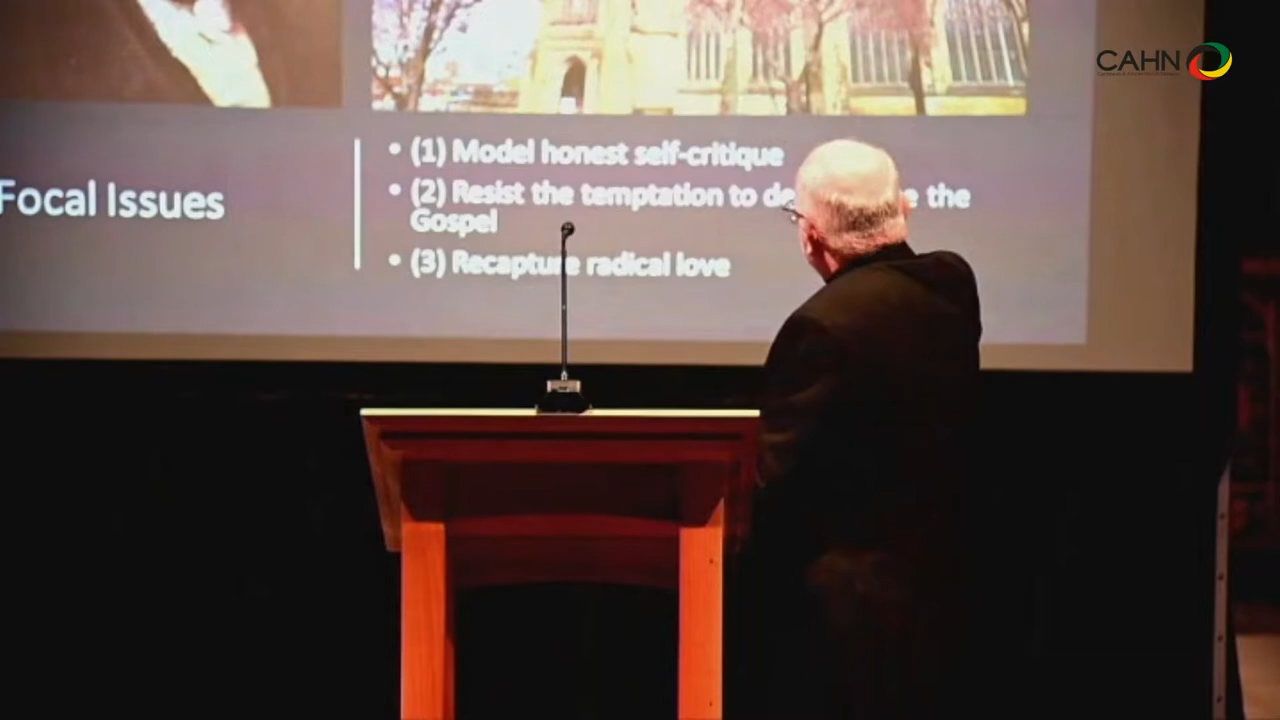 CAHN
Focal Issues
• (1) Model honest self-critique
• (2) Resist the temptation to the
Gospel
• (3) Recapture radical love